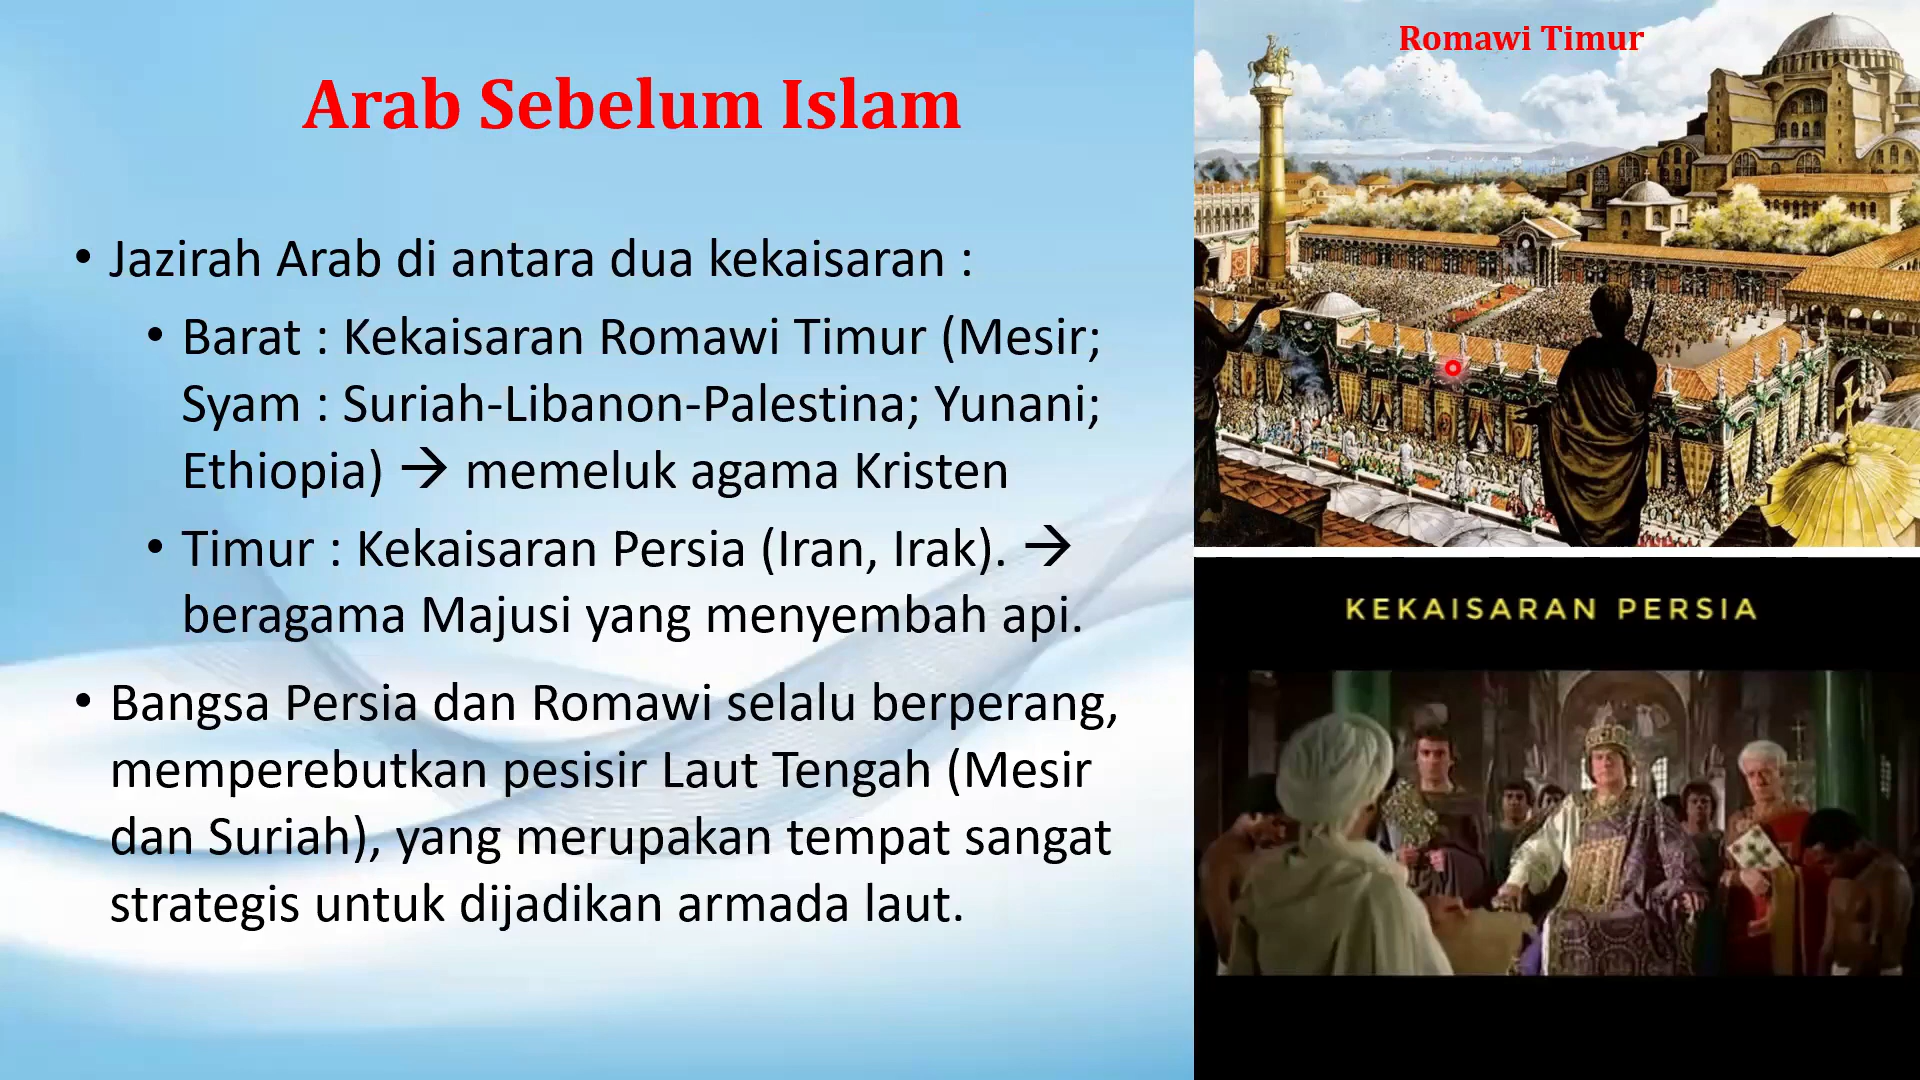 Arab Sebelum Islam
• Jazirah Arab di antara dua kekaisaran :
• Barat : Kekaisaran Romawi Timur (Mesir;
Syam : Suriah-Libanon-Palestina; Yunani;
Ethiopia) → memeluk agama Kristen
• Timur : Kekaisaran Persia (Iran, Irak). →
beragama Majusi yang menyembah api.
• Bangsa Persia dan Romawi selalu berperang,
memperebutkan pesisir Laut Tengah (Mesir
dan Suriah), yang merupakan tempat sangat
strategis untuk dijadikan armada laut.
Romawi Timur
KEKAISARAN PERSIA